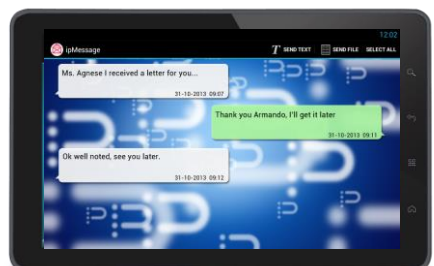 12:02
ipMessage
T SEND TEXT SEND FILE SELECT ALL
Ms. Agnese I received a letter for you...
31-10-2013 09:07
Thank you Armando, I'll get it later
31-10-2013 09:11
Ok well noted, see you later.
31-10-2013 09:12